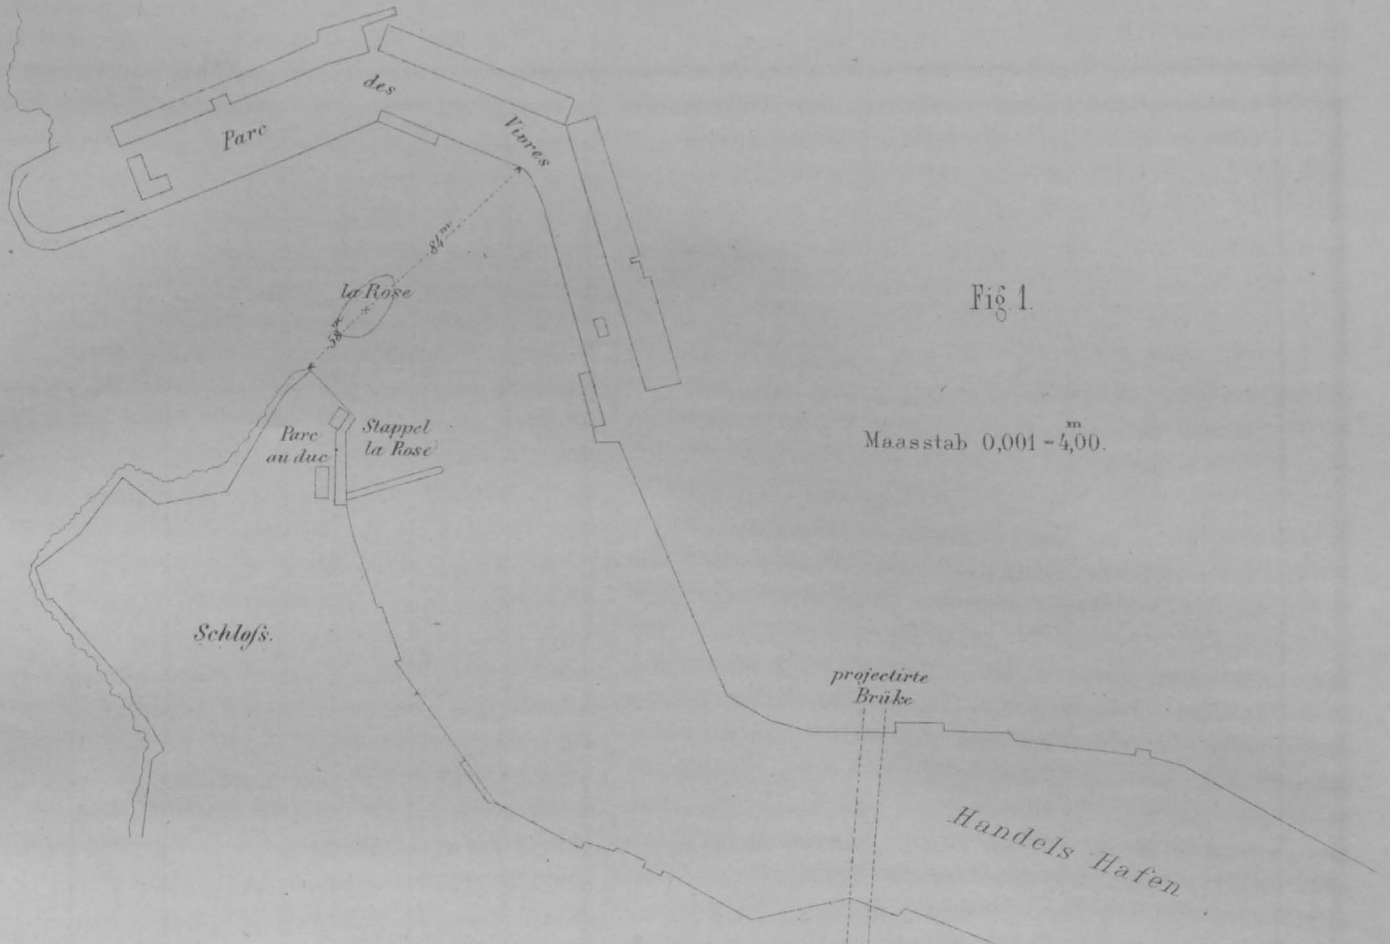 des
Vivres
Parc
84m
la Rose
58m
Fig. 1.
Maasstab 0,001 = 4,00. m
Parc
au duc
Stappel
la Rose
Schloſs.
projectirte
Brüke
Handels Hafen